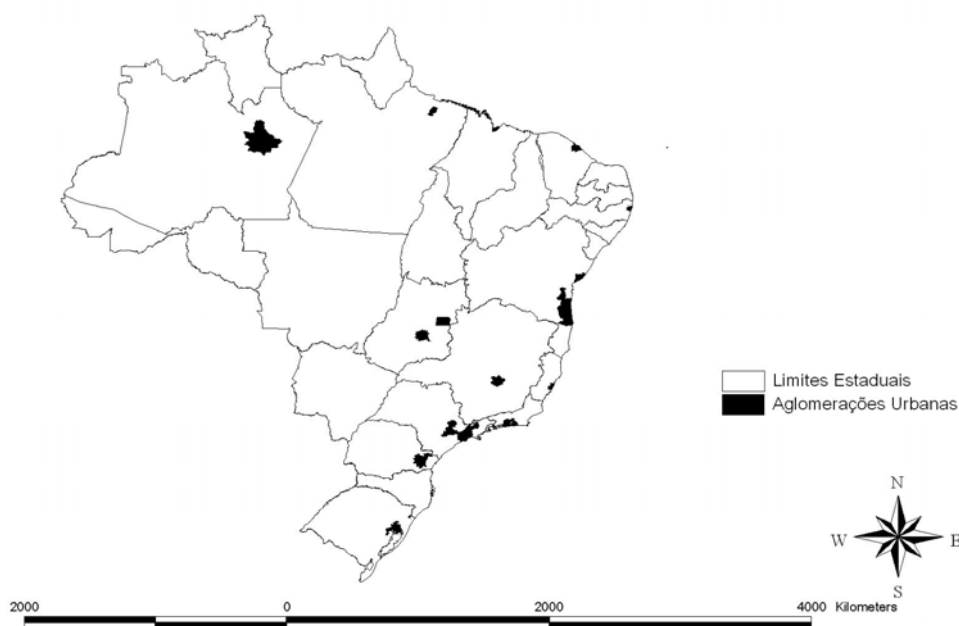 Limites Estaduais
Aglomerações Urbanas
N
W E
S
2000 0 2000 4000 Kilometers